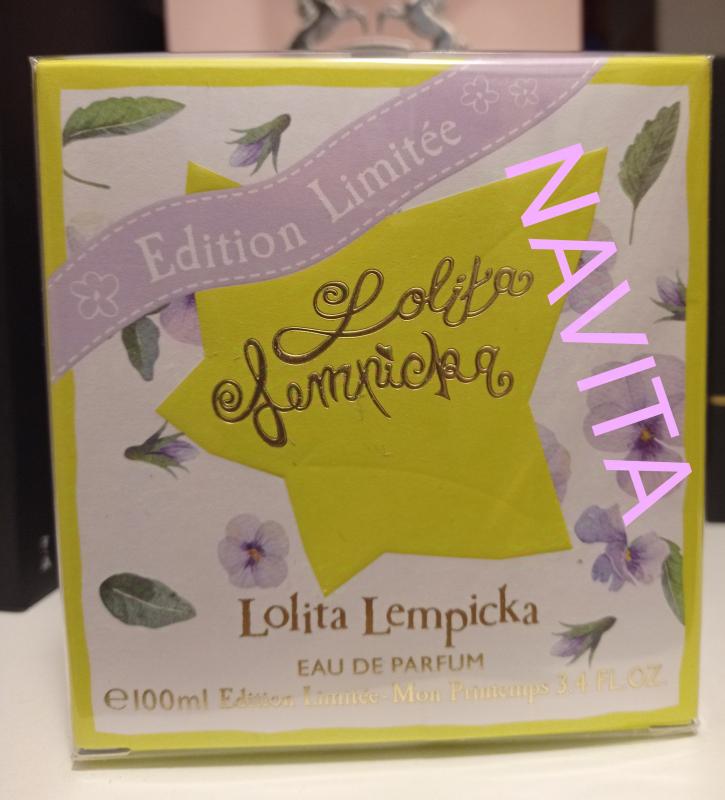 Edition Limitée
NAVITA
Lolita
Lempicka
Lolita Lempicka
EAU DE PARFUM
℮100ml Edition Limitée - Mon Printemps 3.4 FL.OZ.